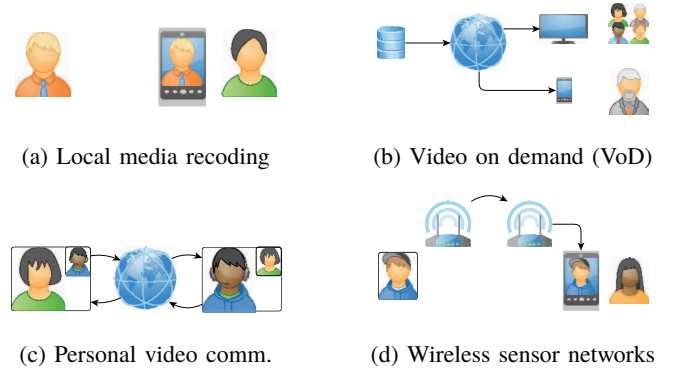 (a) Local media recoding
(b) Video on demand (VoD)
(c) Personal video comm.
(d) Wireless sensor networks